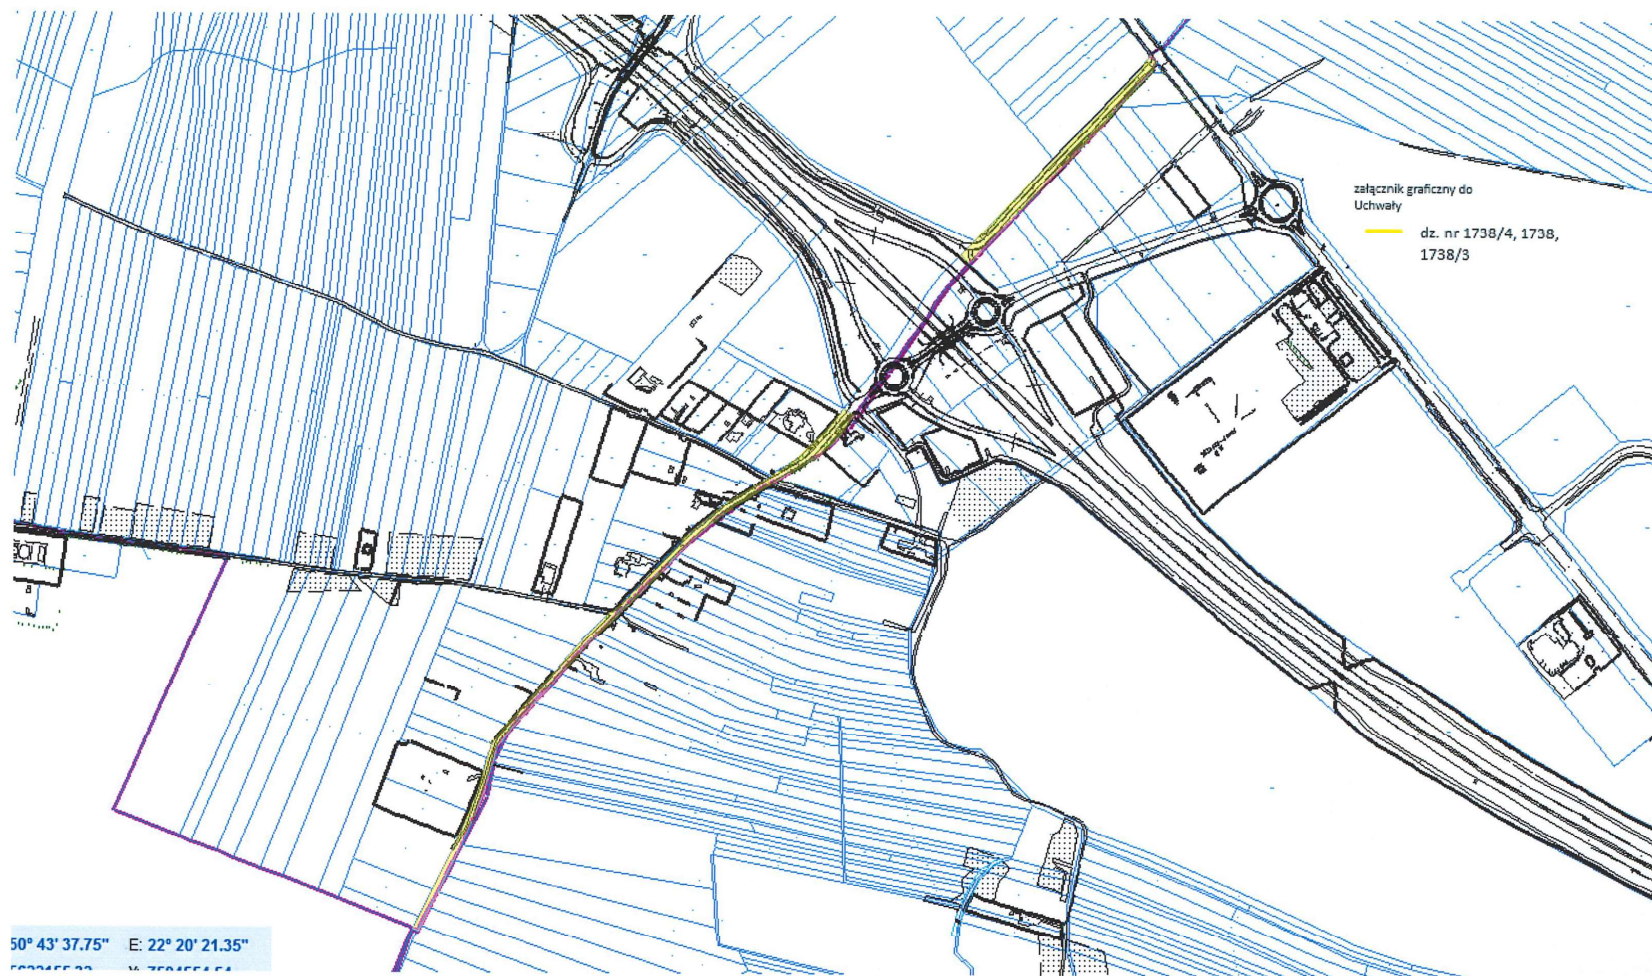 załącznik graficzny do
Uchwały
dz. nr 1738/4, 1738,
1738/3
50° 43' 37.75" E: 22° 20' 21.35"